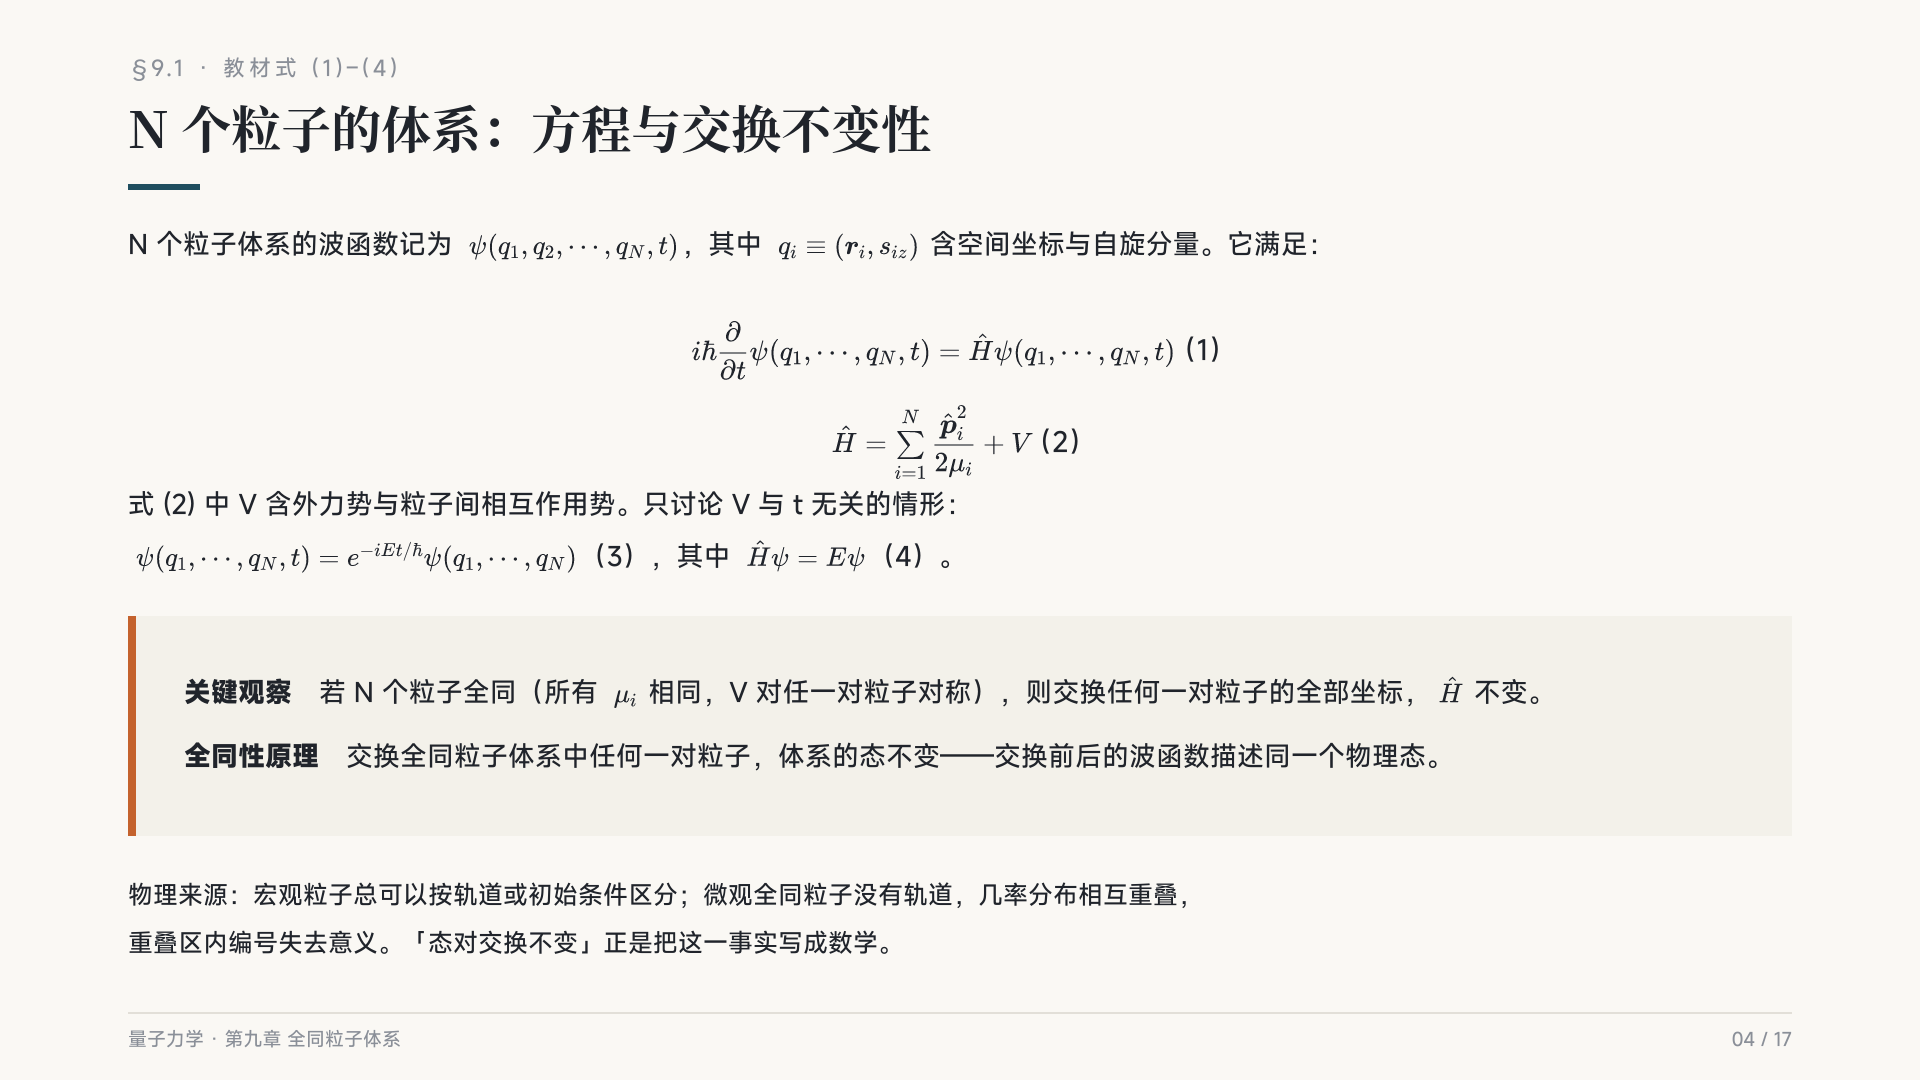 §9.1 · 教材式 (1)–(4)
N 个粒子的体系：方程与交换不变性
N 个粒子体系的波函数记为 ψ(q₁, q₂, ⋯, q_N, t)，其中 q_i ≡ (r_i, s_iz) 含空间坐标与自旋分量。它满足：
iħ ∂/∂t ψ(q₁, ⋯, q_N, t) = Ĥψ(q₁, ⋯, q_N, t) (1)
Ĥ = ∑_{i=1}^{N} p̂_i² / 2μ_i + V (2)
式 (2) 中 V 含外力势与粒子间相互作用势。只讨论 V 与 t 无关的情形：
ψ(q₁, ⋯, q_N, t) = e^{−iEt/ħ}ψ(q₁, ⋯, q_N)（3），其中 Ĥψ = Eψ（4）。
关键观察 若 N 个粒子全同（所有 μ_i 相同，V 对任一对粒子对称），则交换任何一对粒子的全部坐标，Ĥ 不变。
全同性原理 交换全同粒子体系中任何一对粒子，体系的态不变——交换前后的波函数描述同一个物理态。
物理来源：宏观粒子总可以按轨道或初始条件区分；微观全同粒子没有轨道，几率分布相互重叠，
重叠区内编号失去意义。「态对交换不变」正是把这一事实写成数学。
量子力学 · 第九章 全同粒子体系
04 / 17